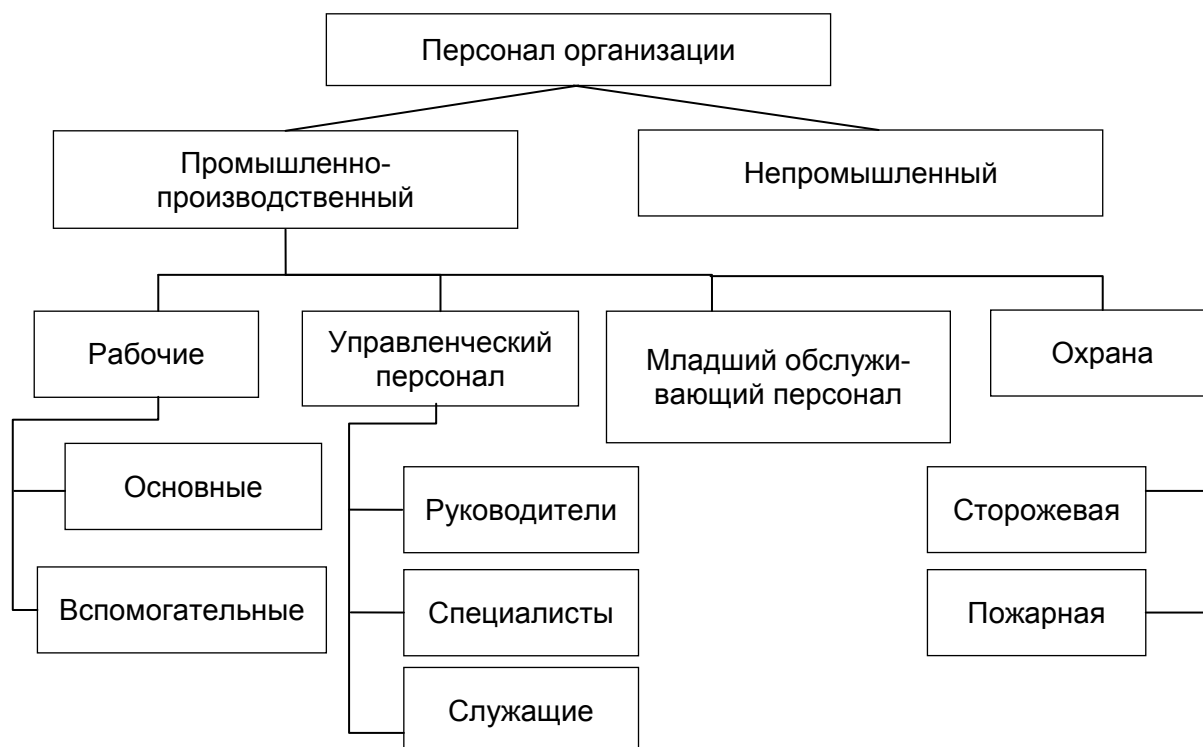 Персонал организации
Промышленно-
производственный
Непромышленный
Рабочие
Управленческий
персонал
Младший обслужи-
вающий персонал
Охрана
Основные
Руководители
Сторожевая
Вспомогательные
Специалисты
Пожарная
Служащие